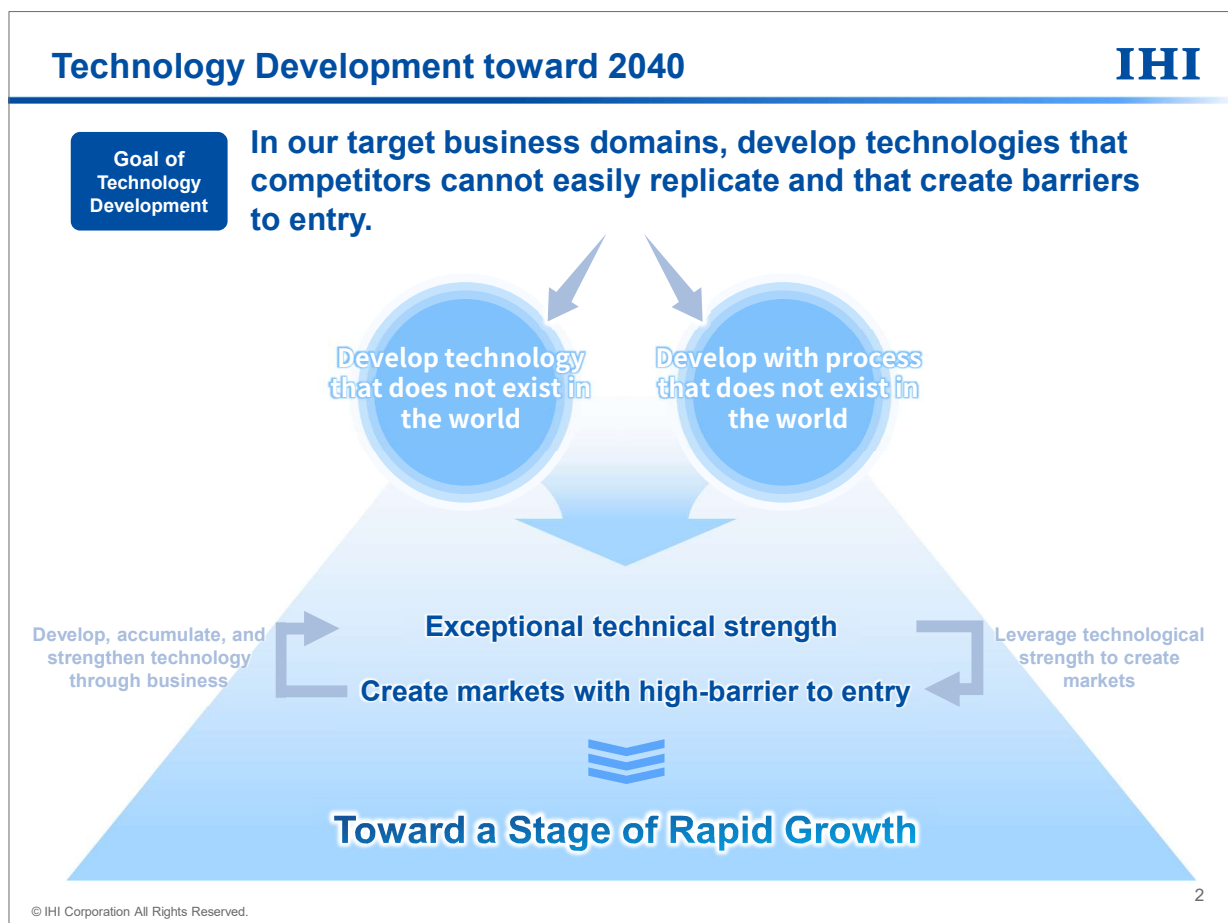 Technology Development toward 2040
IHI
Goal of
Technology
Development
In our target business domains, develop technologies that
competitors cannot easily replicate and that create barriers
to entry.
Develop technology
that does not exist in
the world
Develop with process
that does not exist in
the world
Exceptional technical strength
Develop, accumulate, and
strengthen technology
through business
Leverage technological
strength to create
markets
Create markets with high-barrier to entry
Toward a Stage of Rapid Growth
© IHI Corporation All Rights Reserved.
2